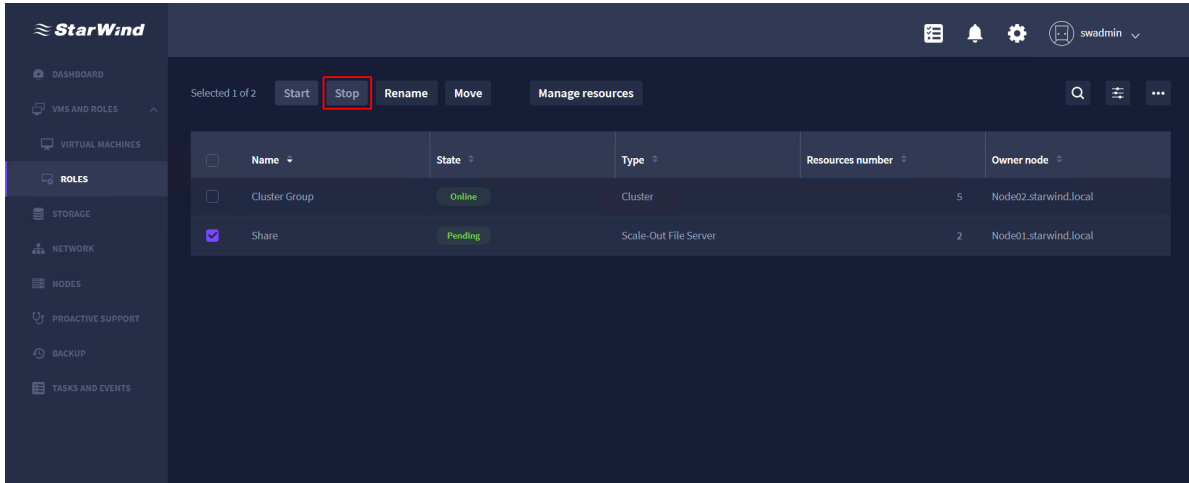 StarWind
swadmin
DASHBOARD
Selected 1 of 2 Start Stop Rename Move Manage resources
VMS AND ROLES
VIRTUAL MACHINES
Name State Type Resources number Owner node
ROLES
Cluster Group Online Cluster 5 Node02.starwind.local
STORAGE
Share Pending Scale-Out File Server 2 Node01.starwind.local
NETWORK
NODES
PROACTIVE SUPPORT
BACKUP
TASKS AND EVENTS